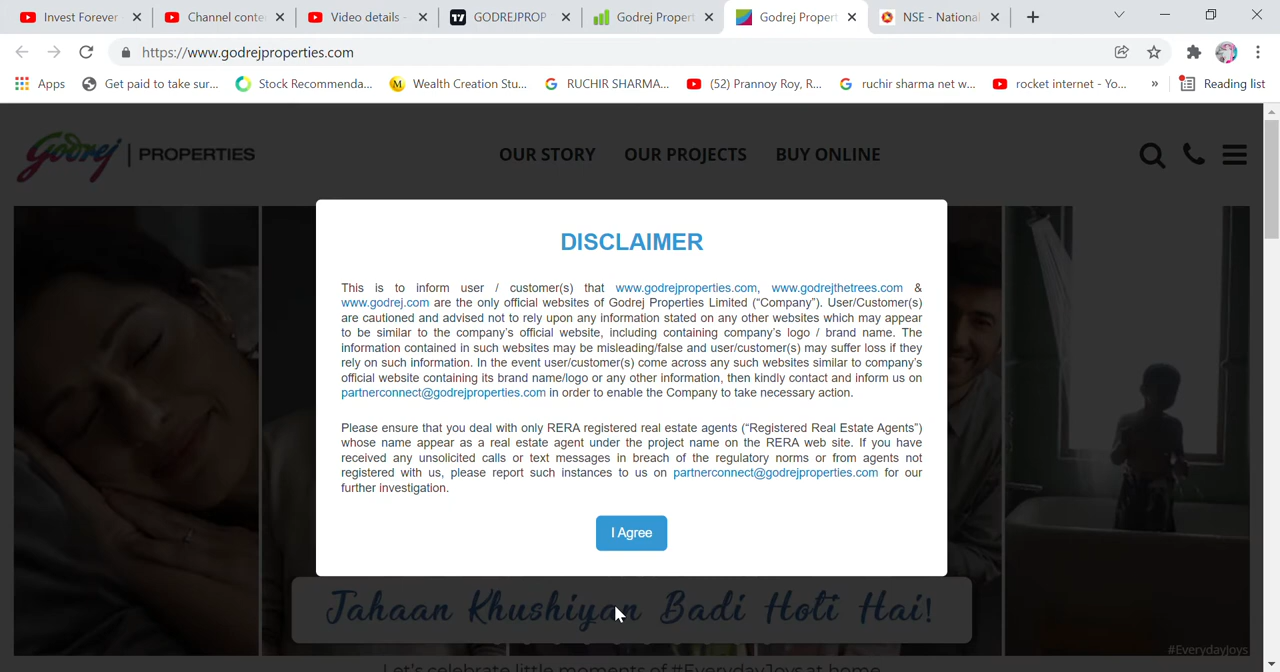 Invest Forever
Channel conte
Video details -
GODREJPROP
Godrej Propert
Godrej Propert
NSE - National
https://www.godrejproperties.com
Apps
Get paid to take sur...
Stock Recommenda...
Wealth Creation Stu...
RUCHIR SHARMA...
(52) Prannoy Roy, R...
ruchir sharma net w...
rocket internet - Yo...
»
Reading list
Godrej | PROPERTIES
OUR STORY
OUR PROJECTS
BUY ONLINE
DISCLAIMER
This is to inform user / customer(s) that www.godrejproperties.com, www.godrejthetrees.com &
www.godrej.com are the only official websites of Godrej Properties Limited (“Company”). User/Customer(s)
are cautioned and advised not to rely upon any information stated on any other websites which may appear
to be similar to the company’s official website, including containing company’s logo / brand name. The
information contained in such websites may be misleading/false and user/customer(s) may suffer loss if they
rely on such information. In the event user/customer(s) come across any such websites similar to company’s
official website containing its brand name/logo or any other information, then kindly contact and inform us on
partnerconnect@godrejproperties.com in order to enable the Company to take necessary action.
Please ensure that you deal with only RERA registered real estate agents (“Registered Real Estate Agents”)
whose name appear as a real estate agent under the project name on the RERA web site. If you have
received any unsolicited calls or text messages in breach of the regulatory norms or from agents not
registered with us, please report such instances to us on partnerconnect@godrejproperties.com for our
further investigation.
I Agree
Jahaan Khushiyan Badi Hoti Hai!
#EverydayJoys
Let's celebrate little moments of #EverydayJoys at home